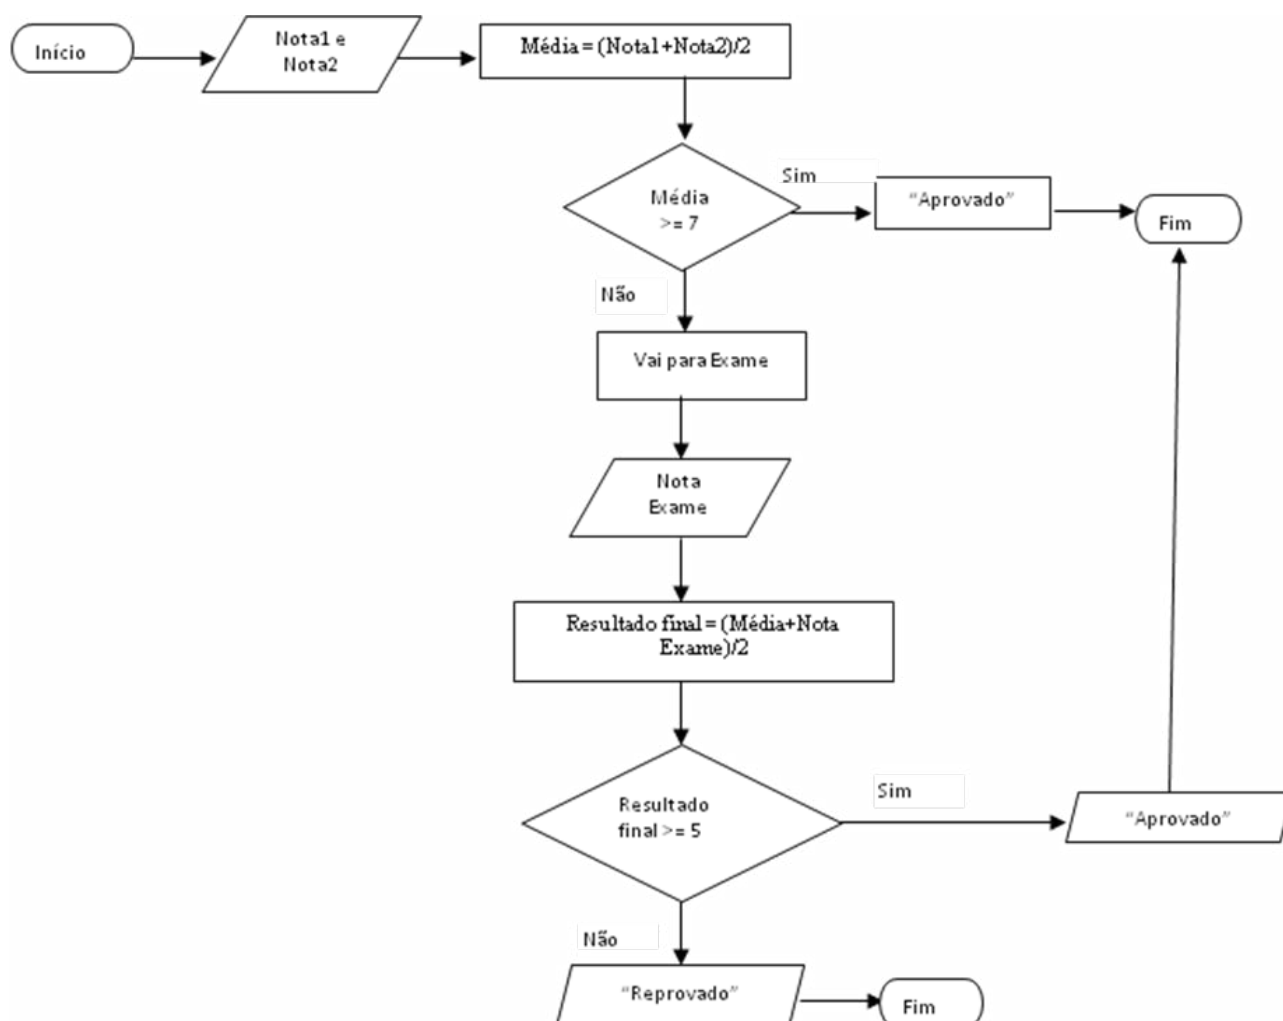 Início
Nota1 e
Nota2
Média = (Nota1+Nota2)/2
Média
>= 7
Sim
"Aprovado"
Fim
Não
Vai para Exame
Nota
Exame
Resultado final = (Média+Nota
Exame)/2
Resultado
final >= 5
Sim
"Aprovado"
Não
"Reprovado"
Fim